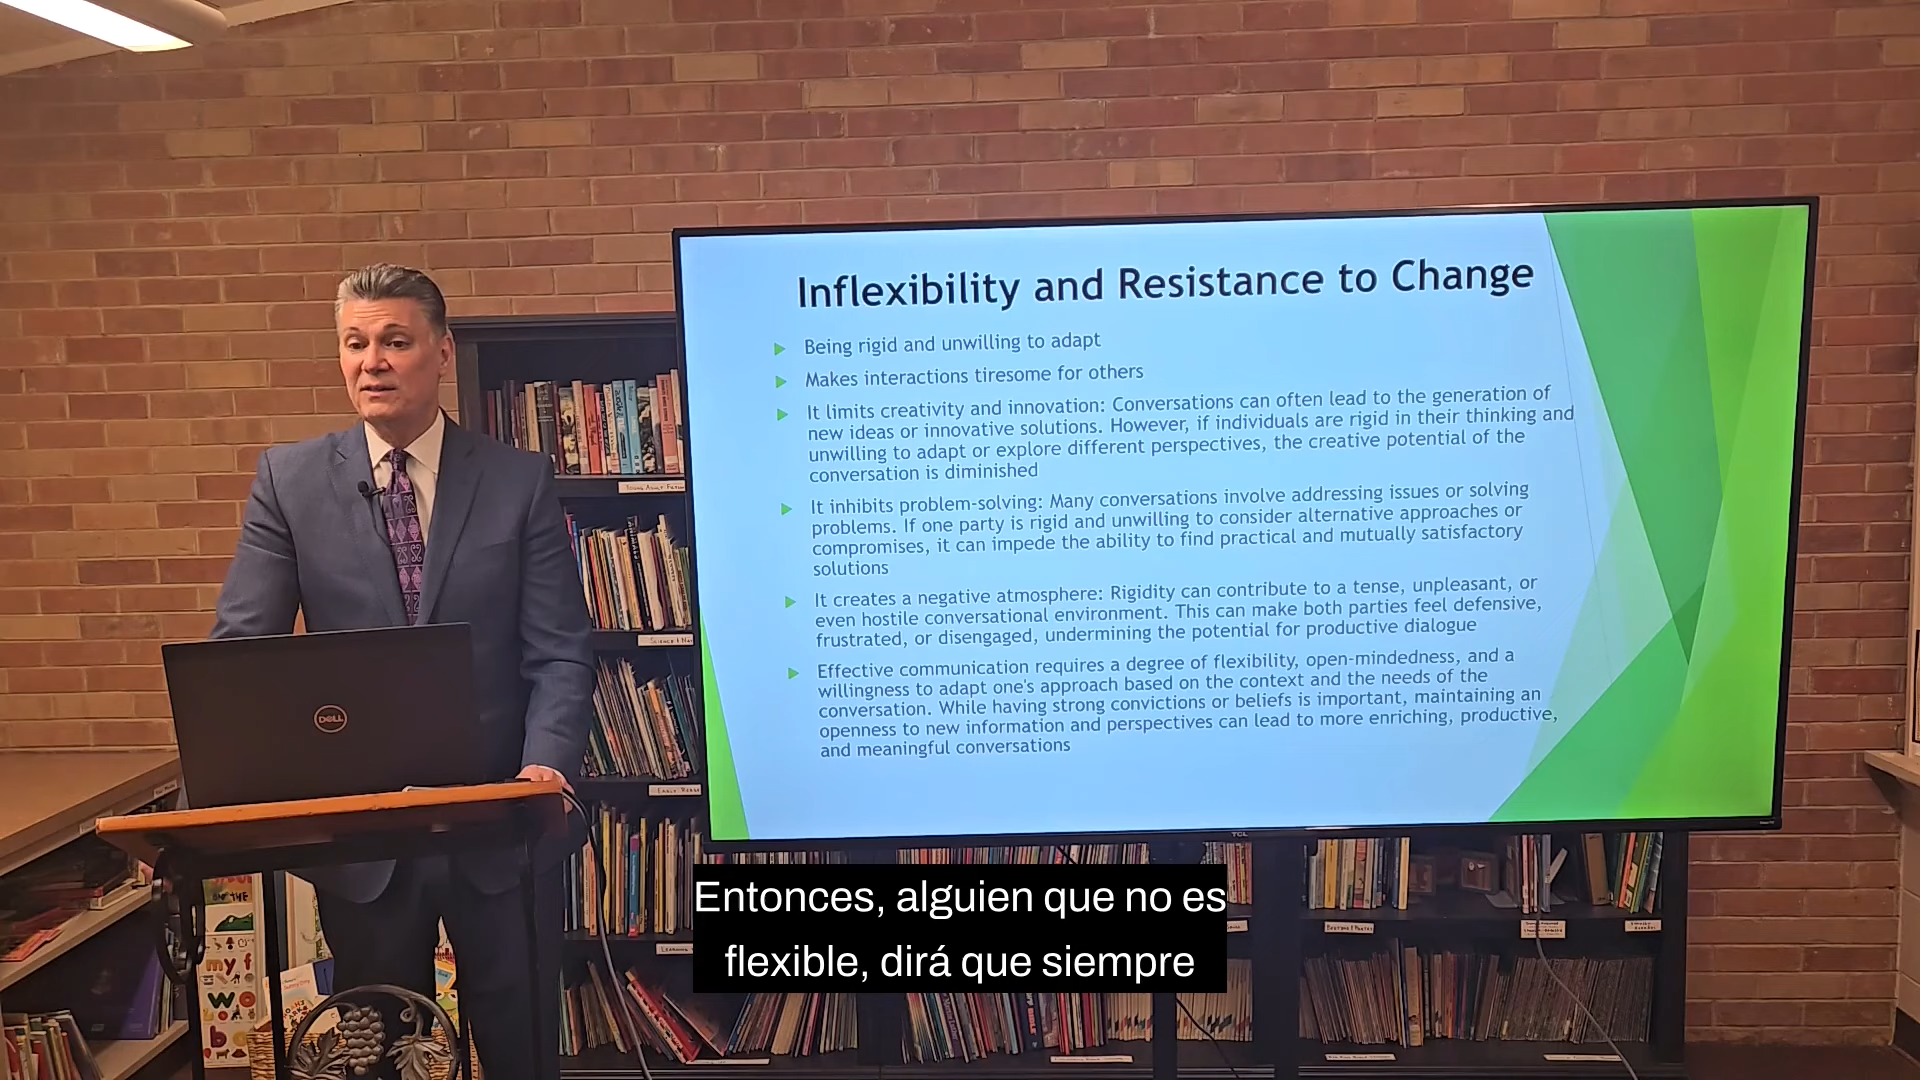 Inflexibility and Resistance to Change
Being rigid and unwilling to adapt
Makes interactions tiresome for others
It limits creativity and innovation: Conversations can often lead to the generation of
new ideas or innovative solutions. However, if individuals are rigid in their thinking and
unwilling to adapt or explore different perspectives, the creative potential of the
conversation is diminished
It inhibits problem-solving: Many conversations involve addressing issues or solving
problems. If one party is rigid and unwilling to consider alternative approaches or
compromises, it can impede the ability to find practical and mutually satisfactory
solutions
It creates a negative atmosphere: Rigidity can contribute to a tense, unpleasant, or
even hostile conversational environment. This can make both parties feel defensive,
frustrated, or disengaged, undermining the potential for productive dialogue
Effective communication requires a degree of flexibility, open-mindedness, and a
willingness to adapt one's approach based on the context and the needs of the
conversation. While having strong convictions or beliefs is important, maintaining an
openness to new information and perspectives can lead to more enriching, productive,
and meaningful conversations
TCL
DELL
my f
Entonces, alguien que no es
flexible, dirá que siempre